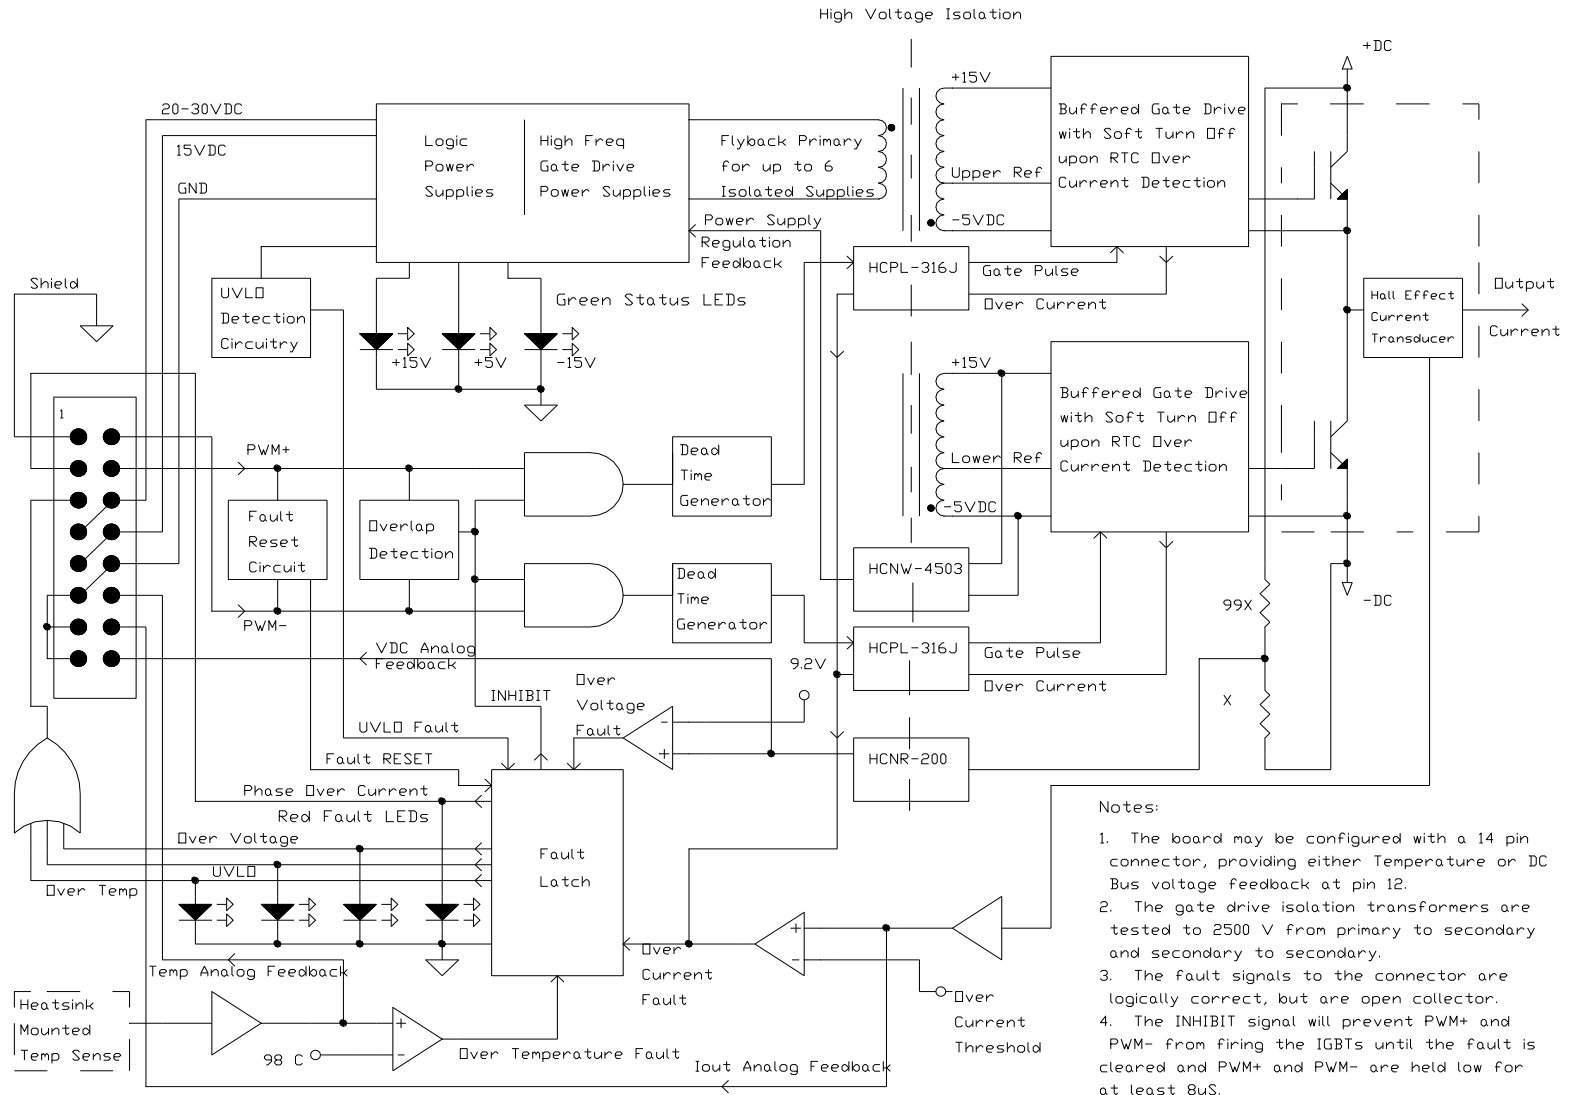 High Voltage Isolation
+DC
20-30VDC
15VDC
GND
Logic
Power
Supplies
High Freq
Gate Drive
Power Supplies
Flyback Primary
for up to 6
Isolated Supplies
+15V
Upper Ref
-5VDC
Buffered Gate Drive
with Soft Turn Off
upon RTC Over
Current Detection
Power Supply
Regulation
Feedback
HCPL-316J
Gate Pulse
Over Current
Shield
UVLO
Detection
Circuitry
Green Status LEDs
+15V
+5V
-15V
Hall Effect
Current
Transducer
Output
Current
+15V
Lower Ref
-5VDC
Buffered Gate Drive
with Soft Turn Off
upon RTC Over
Current Detection
1
PWM+
Fault
Reset
Circuit
PWM-
Overlap
Detection
Dead
Time
Generator
Dead
Time
Generator
HCNW-4503
HCPL-316J
Gate Pulse
Over Current
99X
X
-DC
VDC Analog
Feedback
INHIBIT
Over
Voltage
Fault
9.2V
-
+
HCNR-200
UVLO Fault
Fault RESET
Phase Over Current
Red Fault LEDs
Over Voltage
UVLO
Over Temp
Fault
Latch
Temp Analog Feedback
Heatsink
Mounted
Temp Sense
98 C
+
-
Over Temperature Fault
Over
Current
Fault
+
-
Over
Current
Threshold
Iout Analog Feedback
Notes:
1. The board may be configured with a 14 pin
connector, providing either Temperature or DC
Bus voltage feedback at pin 12.
2. The gate drive isolation transformers are
tested to 2500 V from primary to secondary
and secondary to secondary.
3. The fault signals to the connector are
logically correct, but are open collector.
4. The INHIBIT signal will prevent PWM+ and
PWM- from firing the IGBTs until the fault is
cleared and PWM+ and PWM- are held low for
at least 8uS.